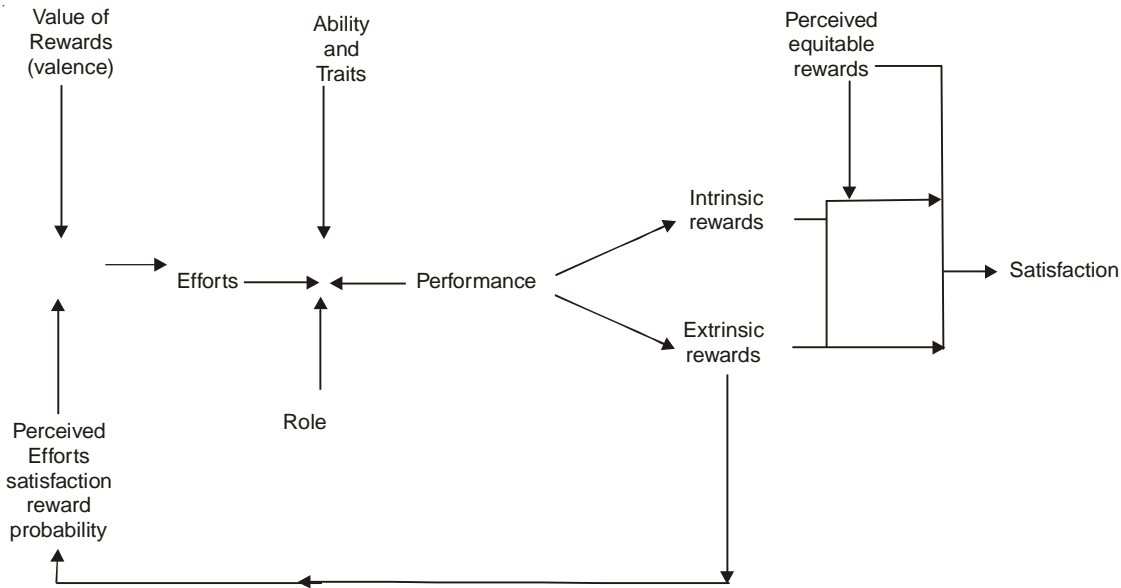 Value of
Rewards
(valence)
Ability
and
Traits
Perceived
equitable
rewards
Intrinsic
rewards
Efforts
Performance
Satisfaction
Extrinsic
rewards
Role
Perceived
Efforts
satisfaction
reward
probability